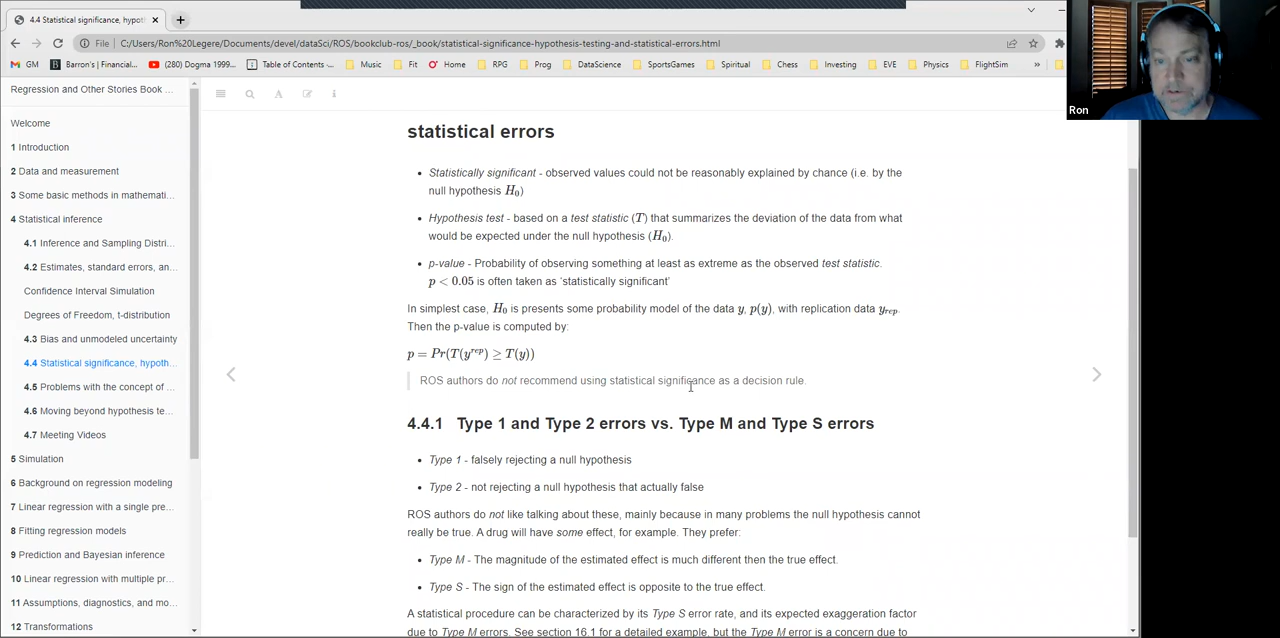 4.4 Statistical significance, hypot
File
C:/Users/Ron%20Legere/Documents/devel/dataSci/ROS/bookclub-ros/_book/statistical-significance-hypothesis-testing-and-statistical-errors.html
GM
Barron's | Financial...
(280) Dogma 1999...
Table of Contents -...
Music
Fit
Home
RPG
Prog
DataScience
SportsGames
Spiritual
Chess
Investing
EVE
Physics
FlightSim
»
Ron
Regression and Other Stories Book ...
Welcome
1 Introduction
2 Data and measurement
3 Some basic methods in mathemati...
4 Statistical inference
4.1 Inference and Sampling Distri...
4.2 Estimates, standard errors, an...
Confidence Interval Simulation
Degrees of Freedom, t-distribution
4.3 Bias and unmodeled uncertainty
4.4 Statistical significance, hypoth...
4.5 Problems with the concept of ...
4.6 Moving beyond hypothesis te...
4.7 Meeting Videos
5 Simulation
6 Background on regression modeling
7 Linear regression with a single pre...
8 Fitting regression models
9 Prediction and Bayesian inference
10 Linear regression with multiple pr...
11 Assumptions, diagnostics, and mo...
12 Transformations
statistical errors
• Statistically significant - observed values could not be reasonably explained by chance (i.e. by the
null hypothesis H₀)
• Hypothesis test - based on a test statistic (T) that summarizes the deviation of the data from what
would be expected under the null hypothesis (H₀).
• p-value - Probability of observing something at least as extreme as the observed test statistic.
p < 0.05 is often taken as ‘statistically significant’
In simplest case, H₀ is presents some probability model of the data y, p(y), with replication data y_rep.
Then the p-value is computed by:
p = Pr(T(y^rep) ≥ T(y))
ROS authors do not recommend using statistical significance as a decision rule.
4.4.1 Type 1 and Type 2 errors vs. Type M and Type S errors
• Type 1 - falsely rejecting a null hypothesis
• Type 2 - not rejecting a null hypothesis that actually false
ROS authors do not like talking about these, mainly because in many problems the null hypothesis cannot
really be true. A drug will have some effect, for example. They prefer:
• Type M - The magnitude of the estimated effect is much different then the true effect.
• Type S - The sign of the estimated effect is opposite to the true effect.
A statistical procedure can be characterized by its Type S error rate, and its expected exaggeration factor
due to Type M errors. See section 16.1 for a detailed example, but the Type M error is a concern due to